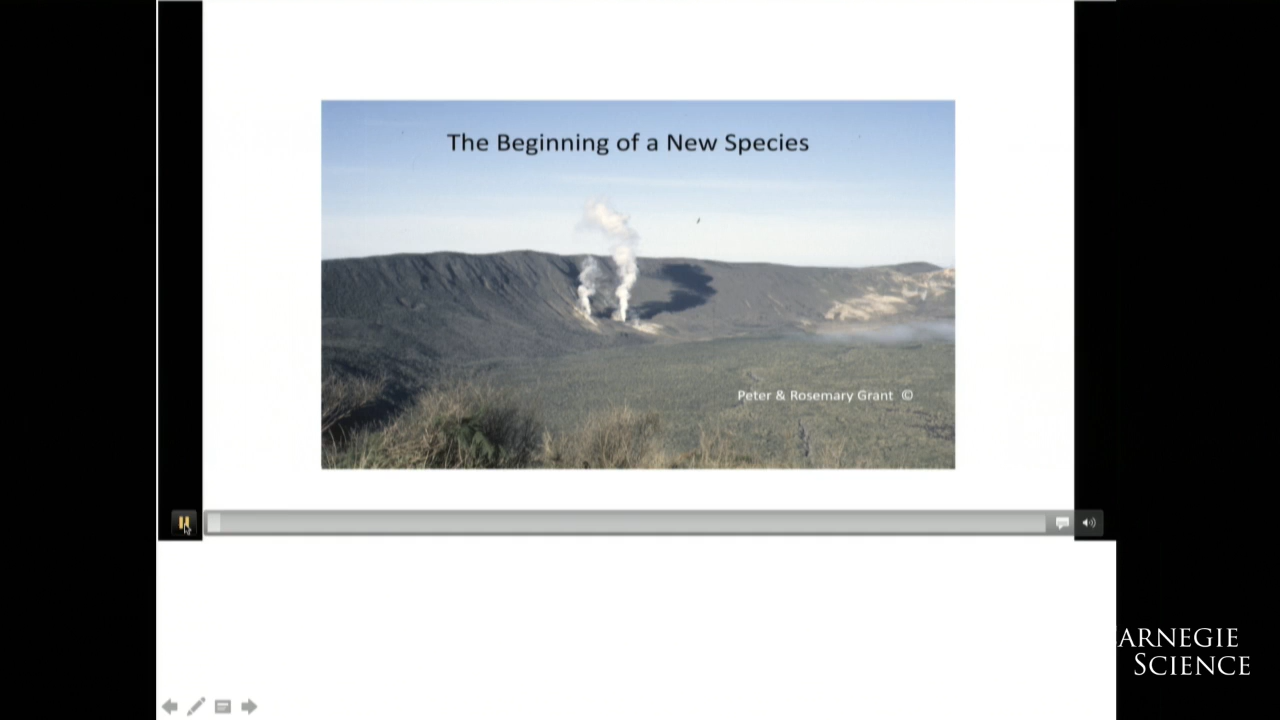 The Beginning of a New Species
Peter & Rosemary Grant ©
ARNEGIE
SCIENCE